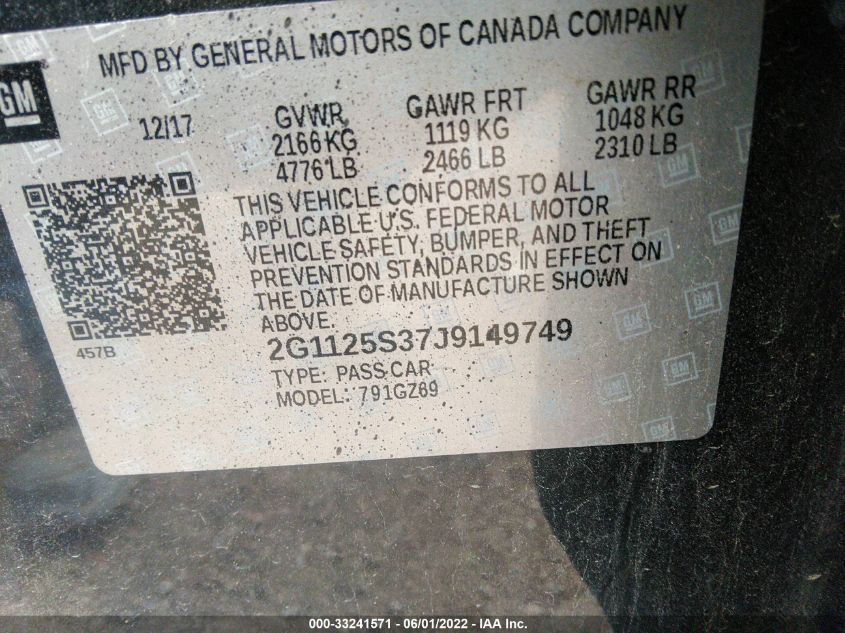 MFD BY GENERAL MOTORS OF CANADA COMPANY
GM
12/17
GVWR
2166 KG
4776 LB
GAWR FRT
1119 KG
2466 LB
GAWR RR
1048 KG
2310 LB
THIS VEHICLE CONFORMS TO ALL
APPLICABLE U.S. FEDERAL MOTOR
VEHICLE SAFETY, BUMPER, AND THEFT
PREVENTION STANDARDS IN EFFECT ON
THE DATE OF MANUFACTURE SHOWN
ABOVE.
457B
2G1125S37J9149749
TYPE: PASS CAR
MODEL: 791GZ69
000-33241571 - 06/01/2022 - IAA Inc.